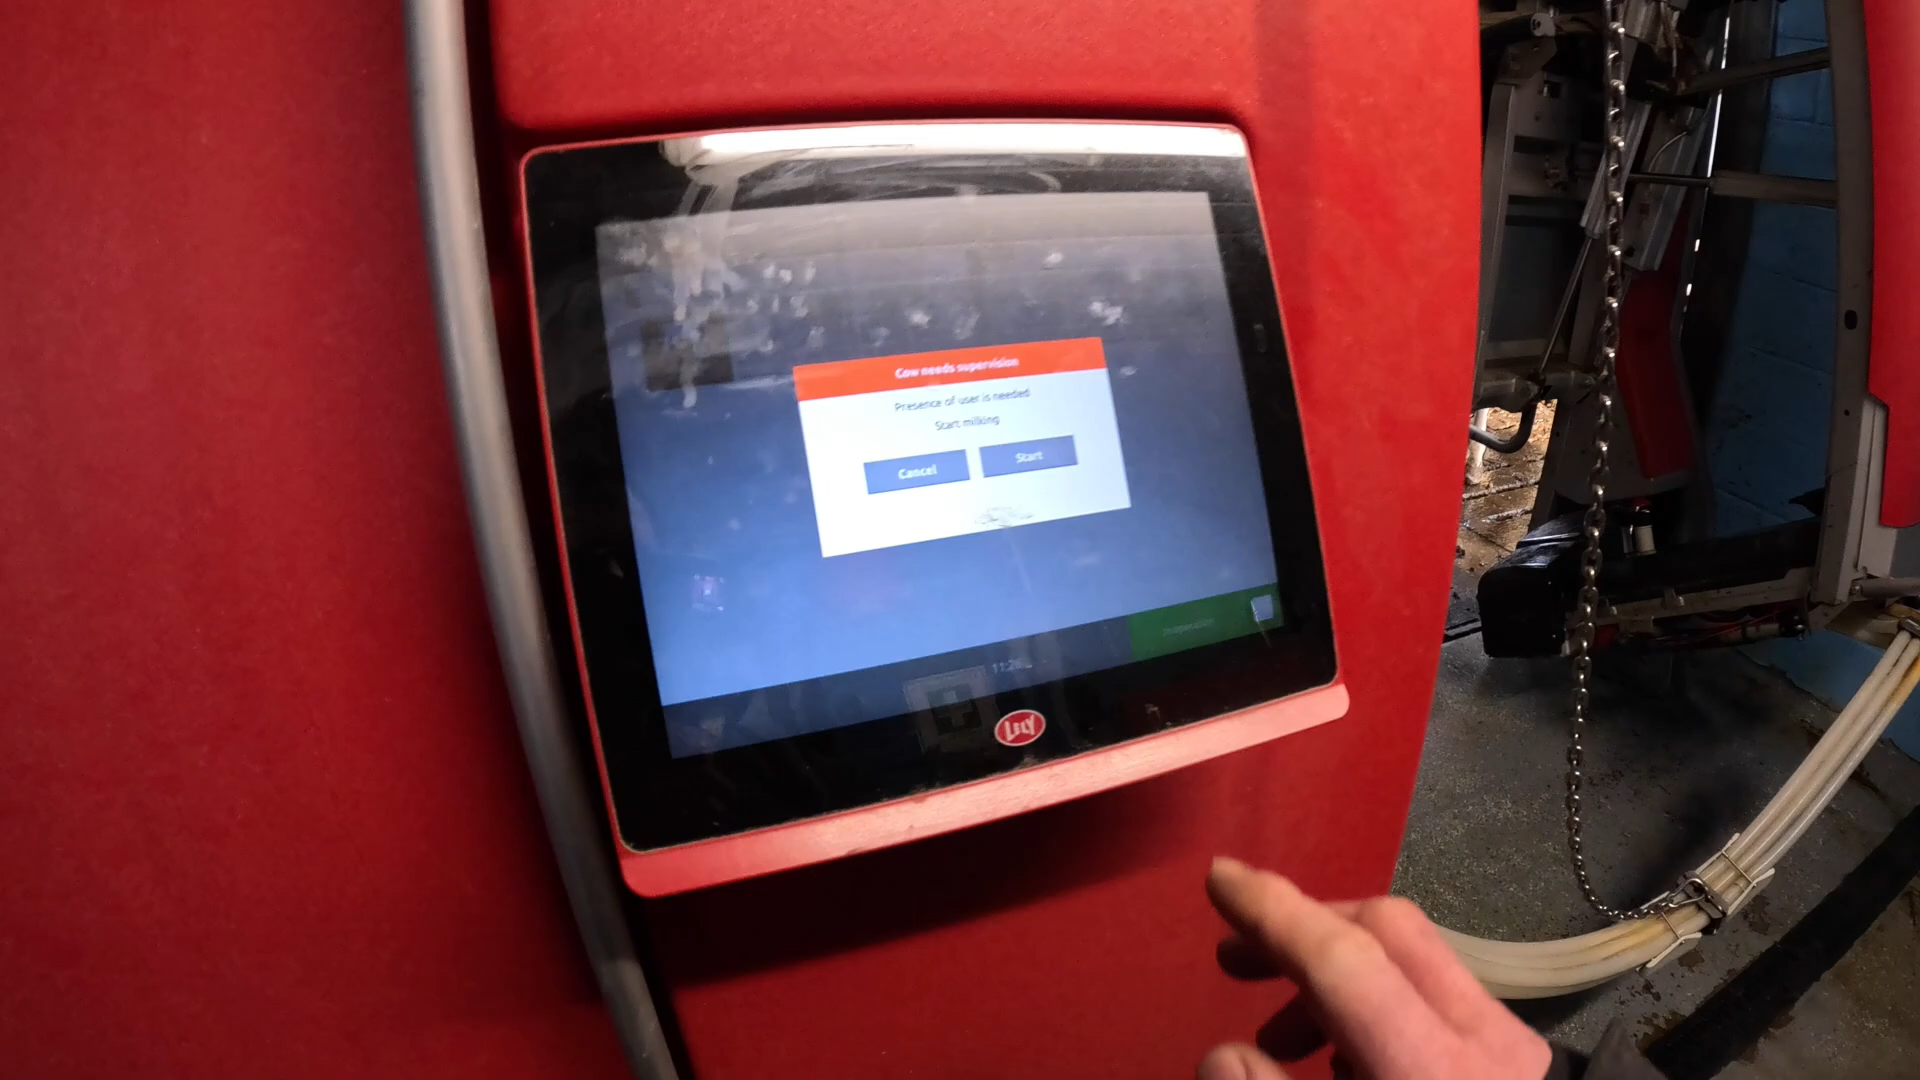 Cow needs supervision
Presence of user is needed
Start milking
Cancel
Start
LELY